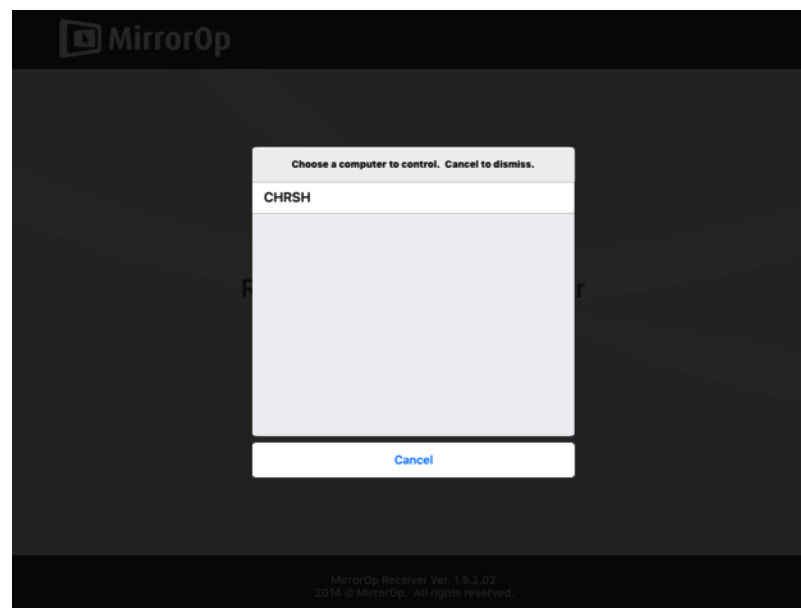 MirrorOp
Choose a computer to control. Cancel to dismiss.
CHRSH
Cancel
MirrorOp Receiver Ver. 1.5.2.02
2014 © MirrorOp. All rights reserved.